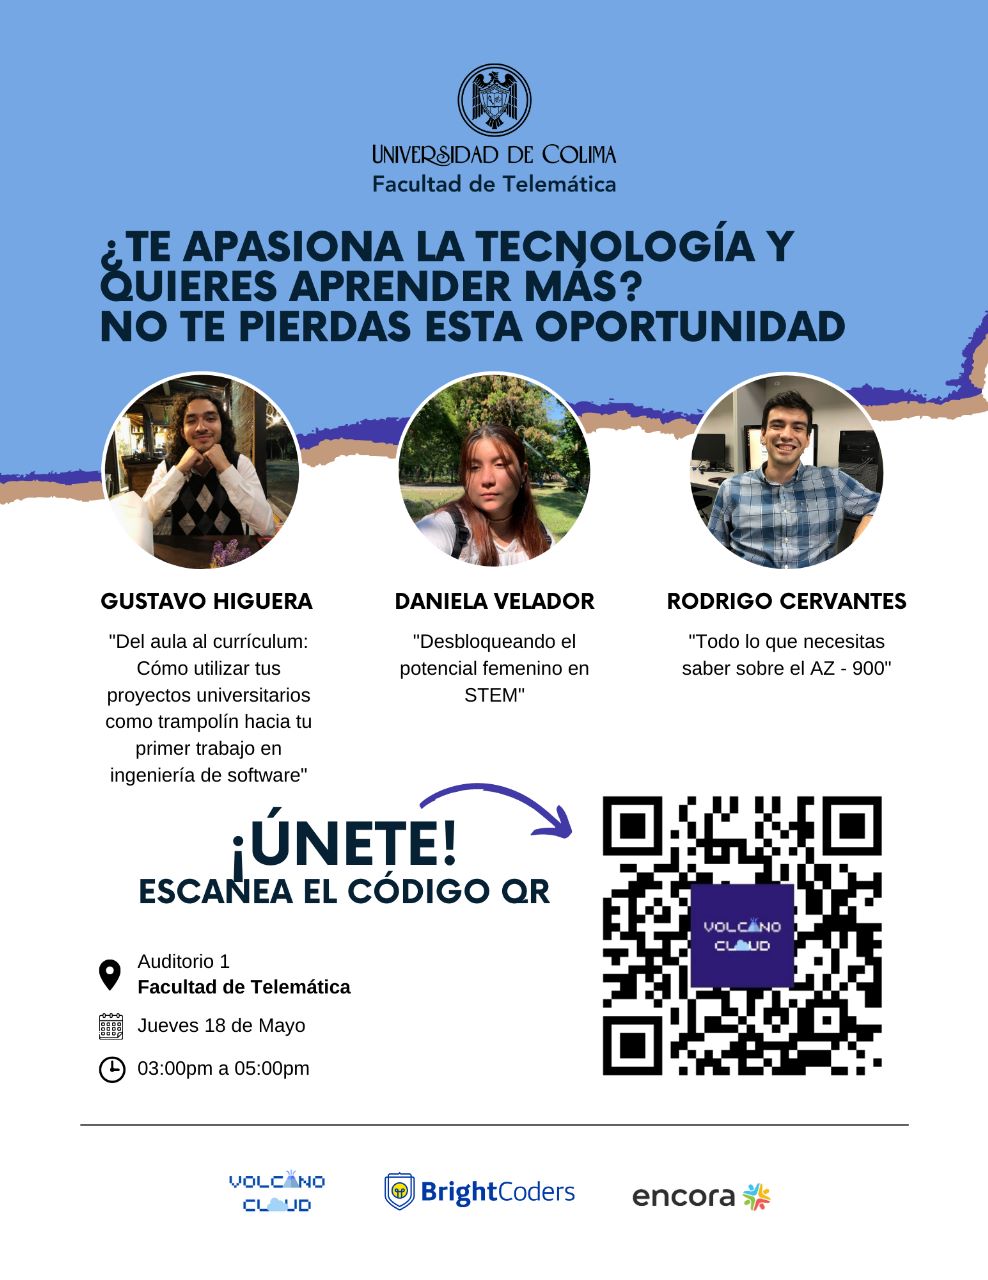 UNIVERSIDAD DE COLIMA
Facultad de Telemática
¿TE APASIONA LA TECNOLOGÍA Y
QUIERES APRENDER MÁS?
NO TE PIERDAS ESTA OPORTUNIDAD
GUSTAVO HIGUERA
"Del aula al currículum:
Cómo utilizar tus
proyectos universitarios
como trampolín hacia tu
primer trabajo en
ingeniería de software"
DANIELA VELADOR
"Desbloqueando el
potencial femenino en
STEM"
RODRIGO CERVANTES
"Todo lo que necesitas
saber sobre el AZ - 900"
¡ÚNETE!
ESCANEA EL CÓDIGO QR
VOLCANO
CLOUD
Auditorio 1
Facultad de Telemática
Jueves 18 de Mayo
03:00pm a 05:00pm
VOLCANO
CLOUD
BrightCoders
encora